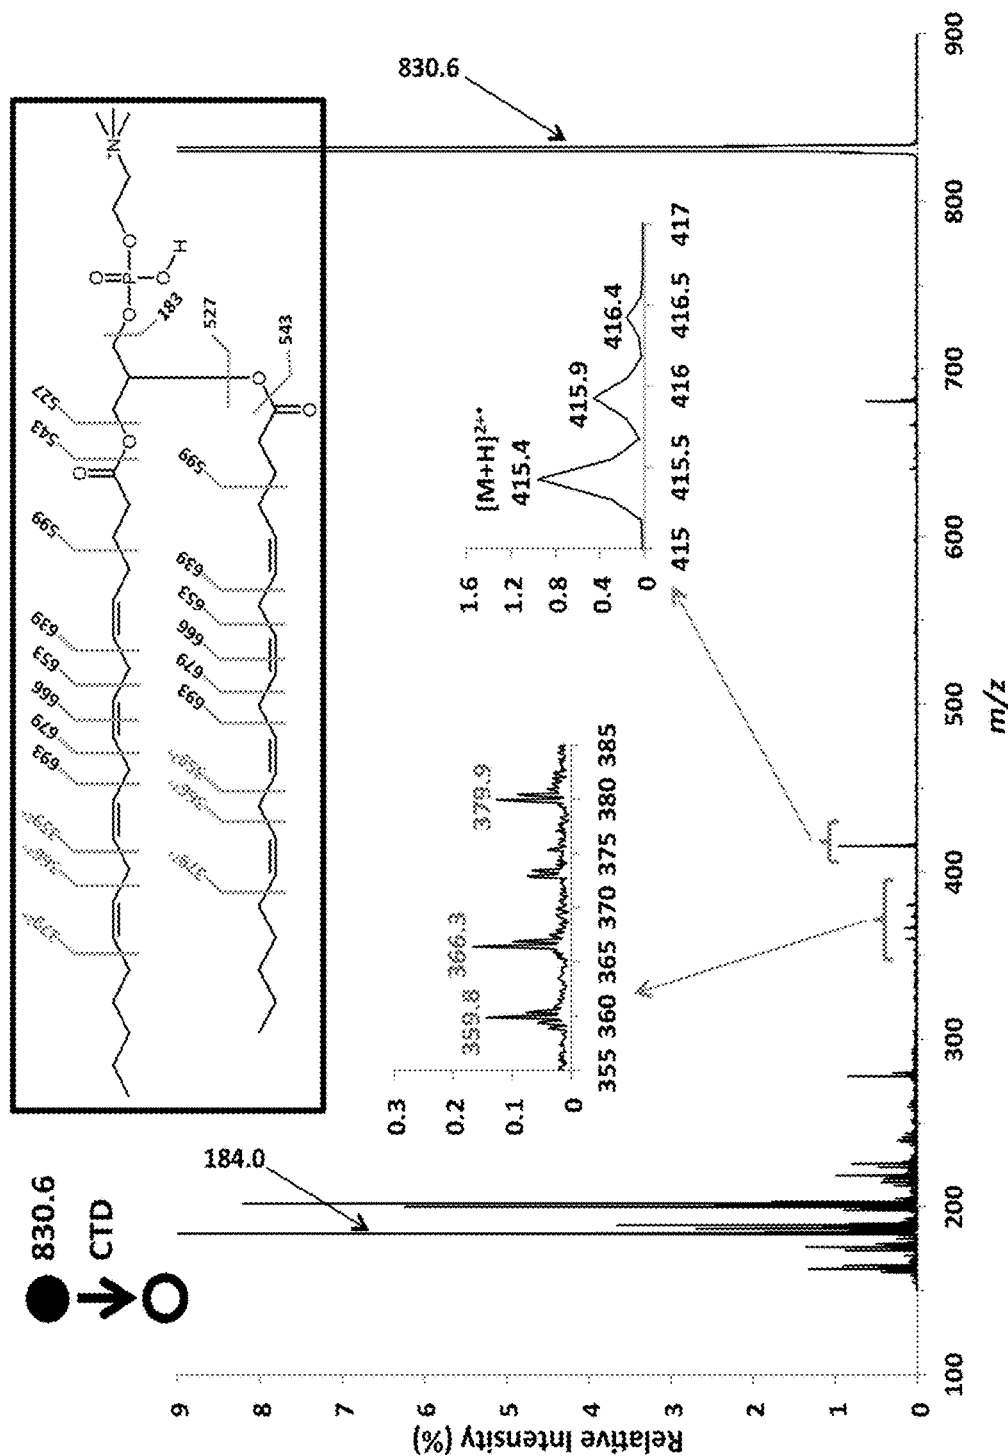 830.6
CTD
O
N+
O
O
P
O
O
H
O
O
O
527
543
599
639
653
666
679
693
183
527
543
599
639
653
666
679
693
184.0
830.6
0.3
0.2
0.1
0
359.8
366.3
379.9
355 360 365 370 375 380 385
1.6
1.2
0.8
0.4
0
[M+H]²⁺•
415.4
415.9
416.4
415 415.5 416 416.5 417
Relative Intensity (%)
9
8
7
6
5
4
3
2
1
0
100 200 300 400 500 600 700 800 900
m/z